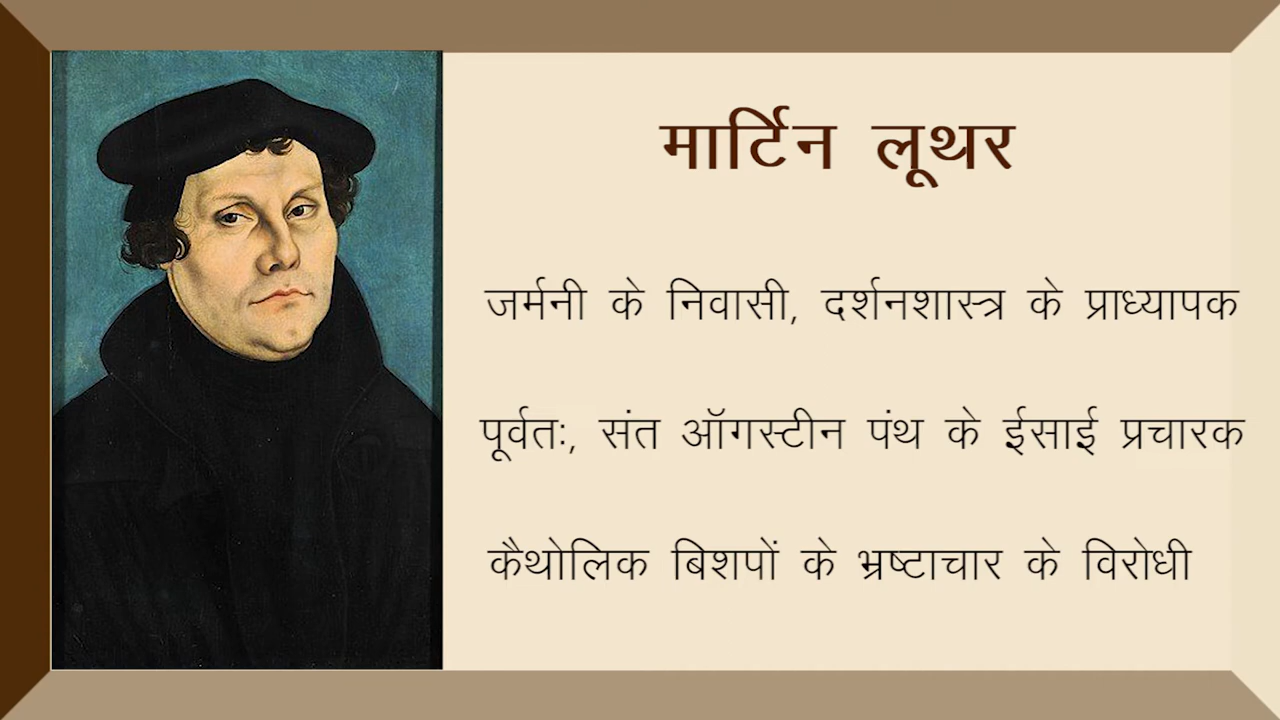 मार्टिन लूथर
जर्मनी के निवासी, दर्शनशास्त्र के प्राध्यापक
पूर्वतः, संत ऑगस्टीन पंथ के ईसाई प्रचारक
कैथोलिक बिशपों के भ्रष्टाचार के विरोधी